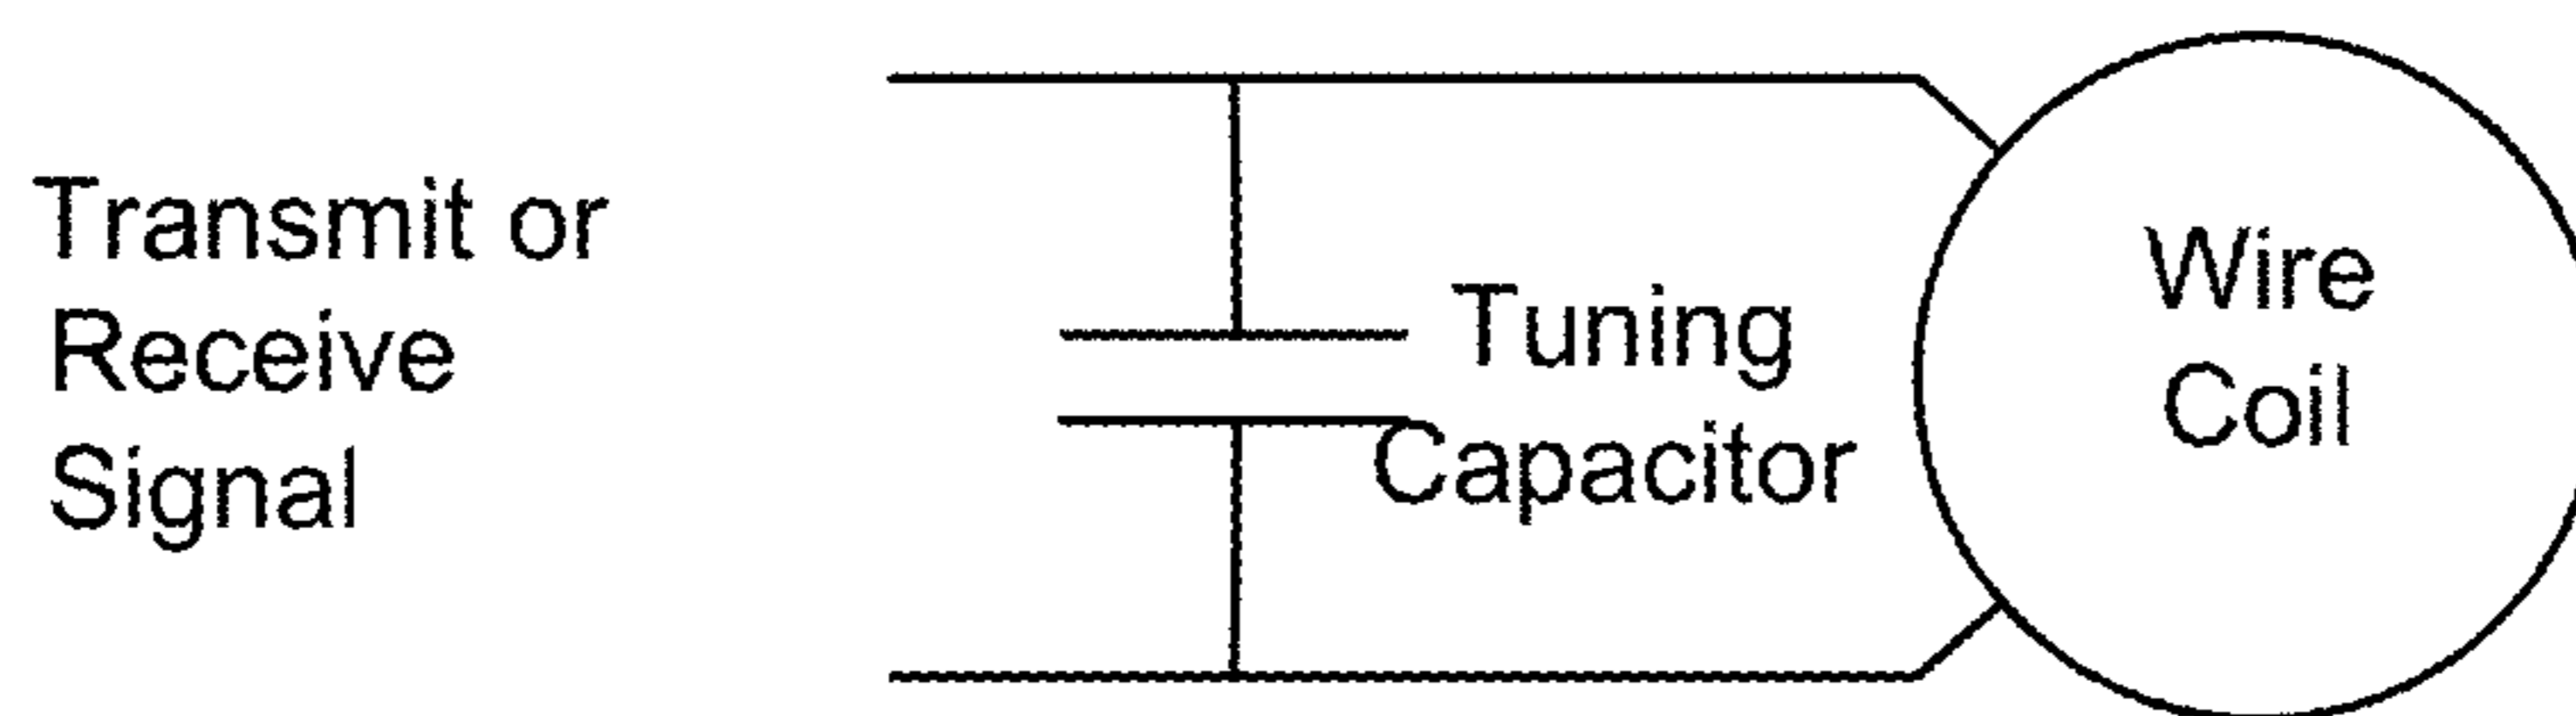 Transmit or
Receive
Signal
Tuning
Capacitor
Wire
Coil